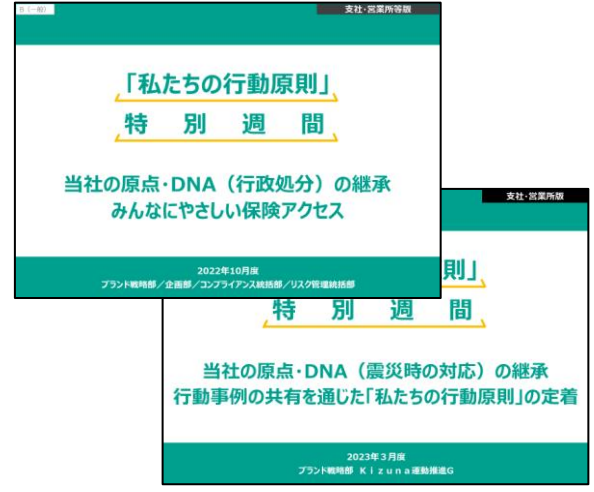 B(一般)
支社・営業所等版
「私たちの行動原則」
特別週間
当社の原点・DNA(行政処分)の継承
みんなにやさしい保険アクセス
2022年10月度
ブランド戦略部/企画部/コンプライアンス統括部/リスク管理統括部
支社・営業所版
則」
特別週間
当社の原点・DNA(震災時の対応)の継承
行動事例の共有を通じた「私たちの行動原則」の定着
2023年3月度
ブランド戦略部 Kizuna運動推進G